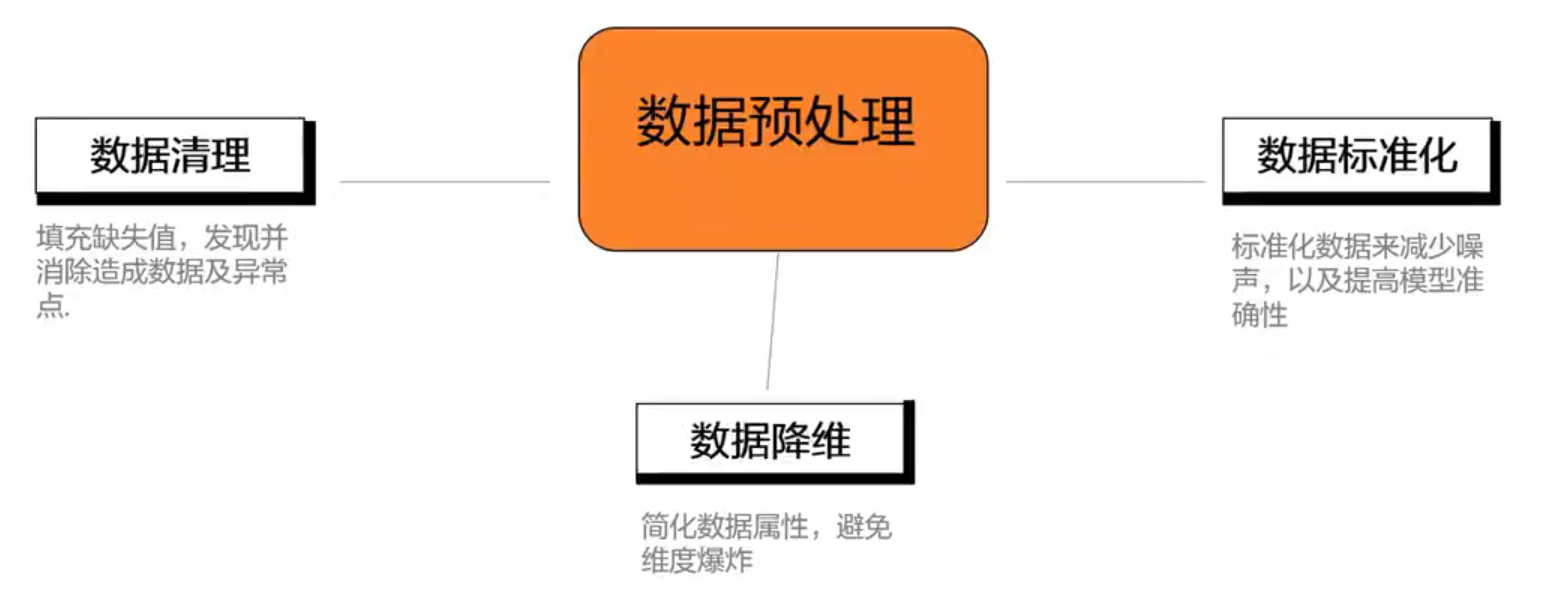 数据预处理
数据清理
填充缺失值，发现并
消除造成数据及异常
点.
数据标准化
标准化数据来减少噪
声，以及提高模型准
确性
数据降维
简化数据属性，避免
维度爆炸